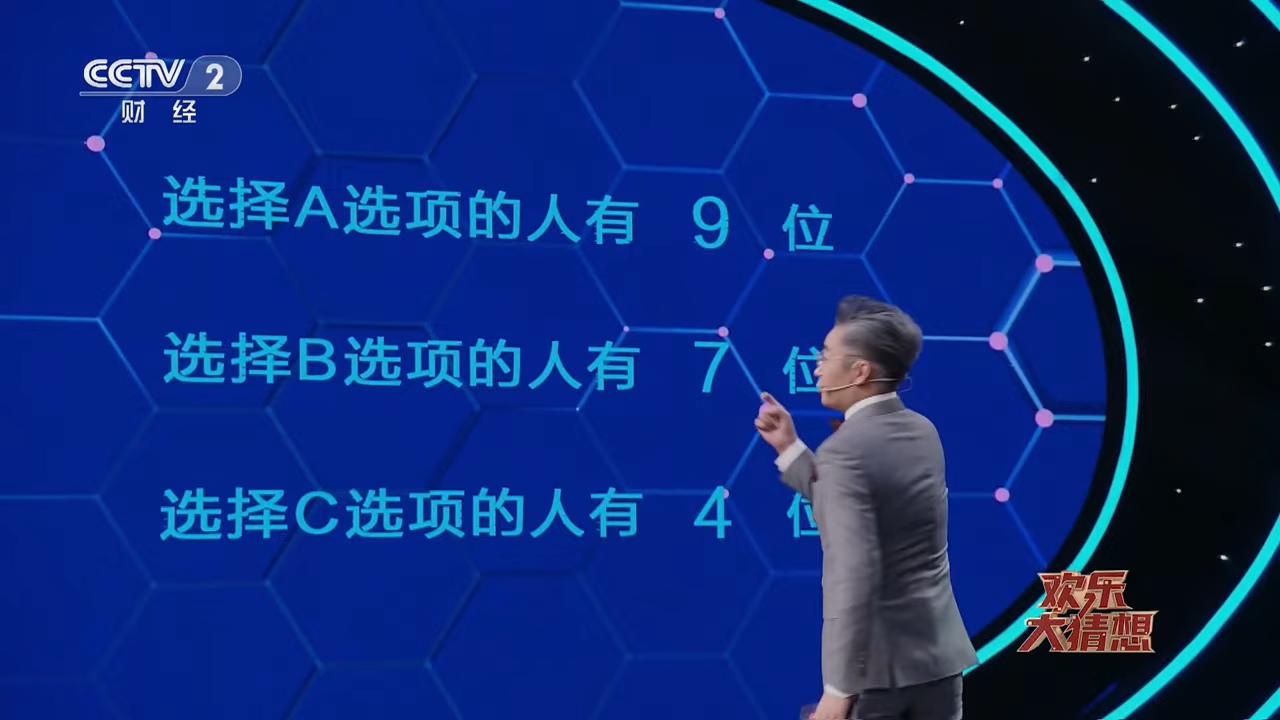 CCTV 2
财经
选择A选项的人有 9 位
选择B选项的人有 7 位
选择C选项的人有 4 位
欢乐
大猜想